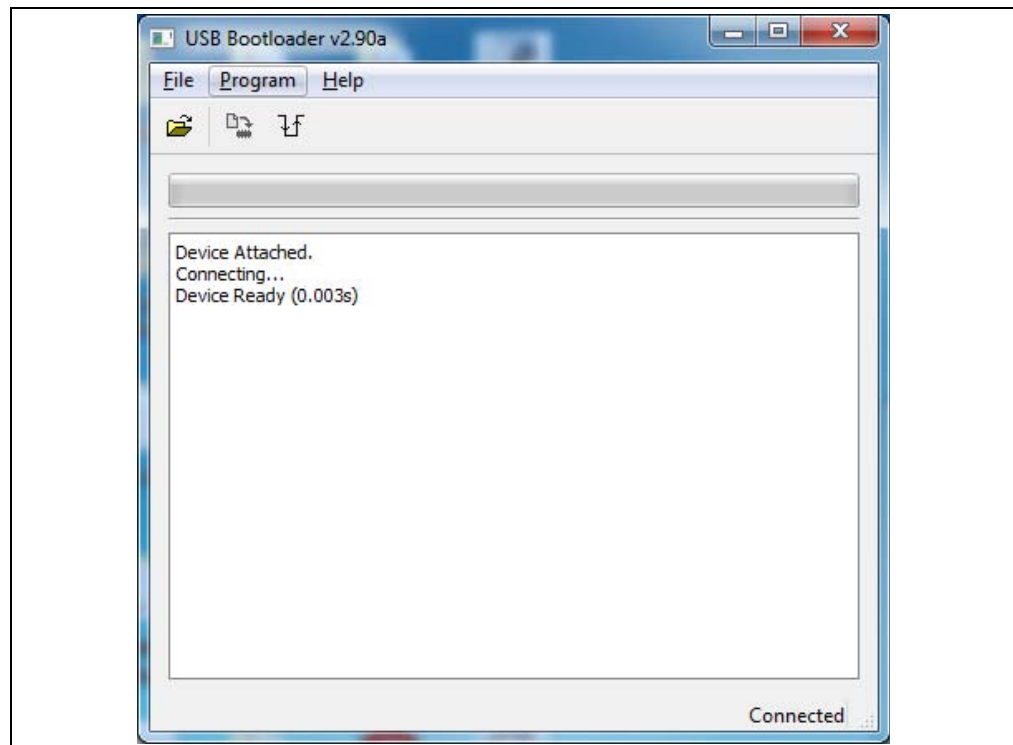 USB Bootloader v2.90a
File Program Help
Device Attached.
Connecting...
Device Ready (0.003s)
Connected